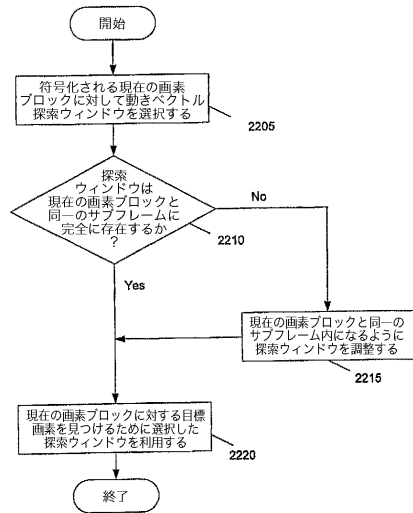 開始
符号化される現在の画素
ブロックに対して動きベクトル
探索ウィンドウを選択する
2205
探索
ウィンドウは
現在の画素ブロックと
同一のサブフレームに
完全に存在するか
?
2210
No
Yes
現在の画素ブロックと同一の
サブフレーム内になるように
探索ウィンドウを調整する
2215
現在の画素ブロックに対する目標
画素を見つけるために選択した
探索ウィンドウを利用する
2220
終了